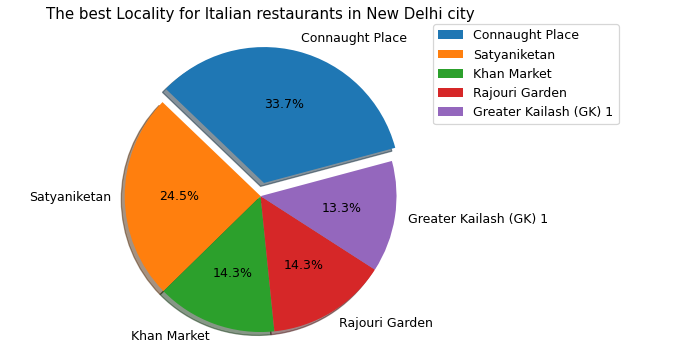 The best Locality for Italian restaurants in New Delhi city
Connaught Place
33.7%
Satyaniketan
24.5%
Khan Market
14.3%
Rajouri Garden
14.3%
Greater Kailash (GK) 1
13.3%
Connaught Place
Satyaniketan
Khan Market
Rajouri Garden
Greater Kailash (GK) 1